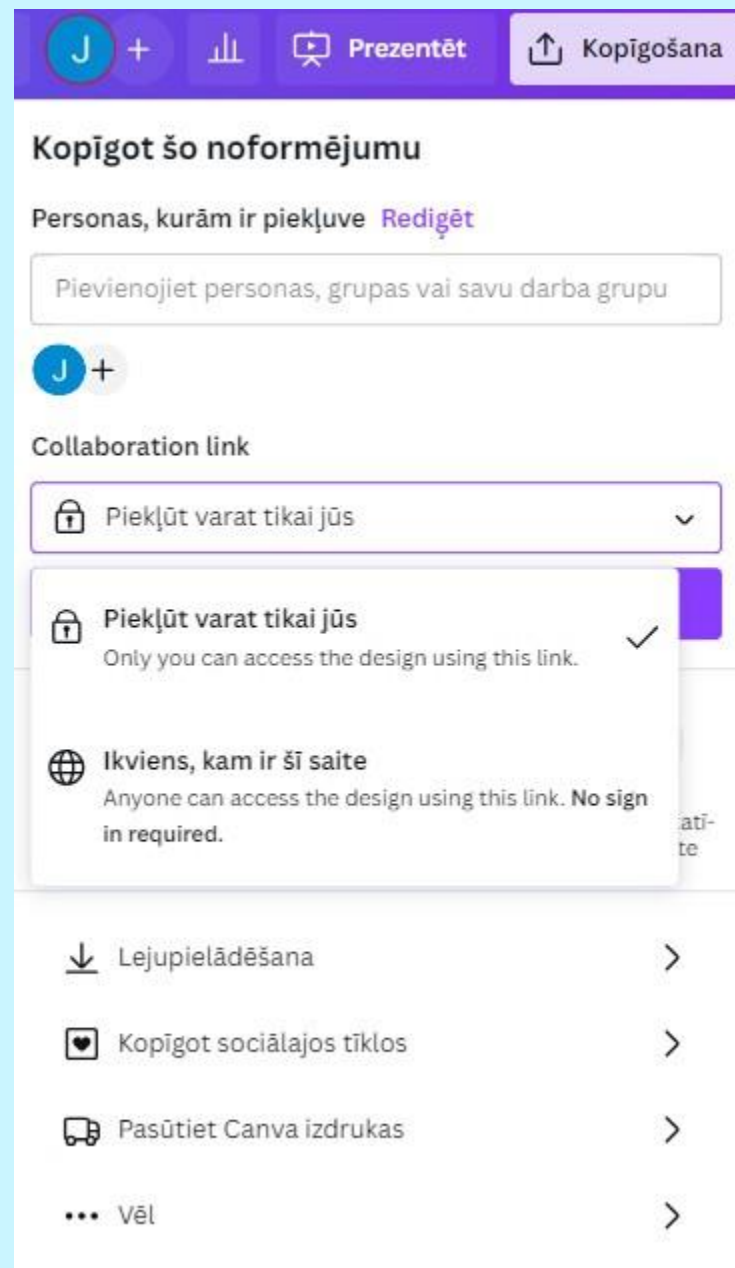 J + Prezentēt Kopīgošana
Kopīgot šo noformējumu
Personas, kurām ir piekļuve Rediģēt
Pievienojiet personas, grupas vai savu darba grupu
J +
Collaboration link
Piekļūt varat tikai jūs
Piekļūt varat tikai jūs
Only you can access the design using this link.
Ikviens, kam ir šī saite
Anyone can access the design using this link. No sign
in required.
Lejupielādēšana
Kopīgot sociālajos tīklos
Pasūtiet Canva izdrukas
Vēl